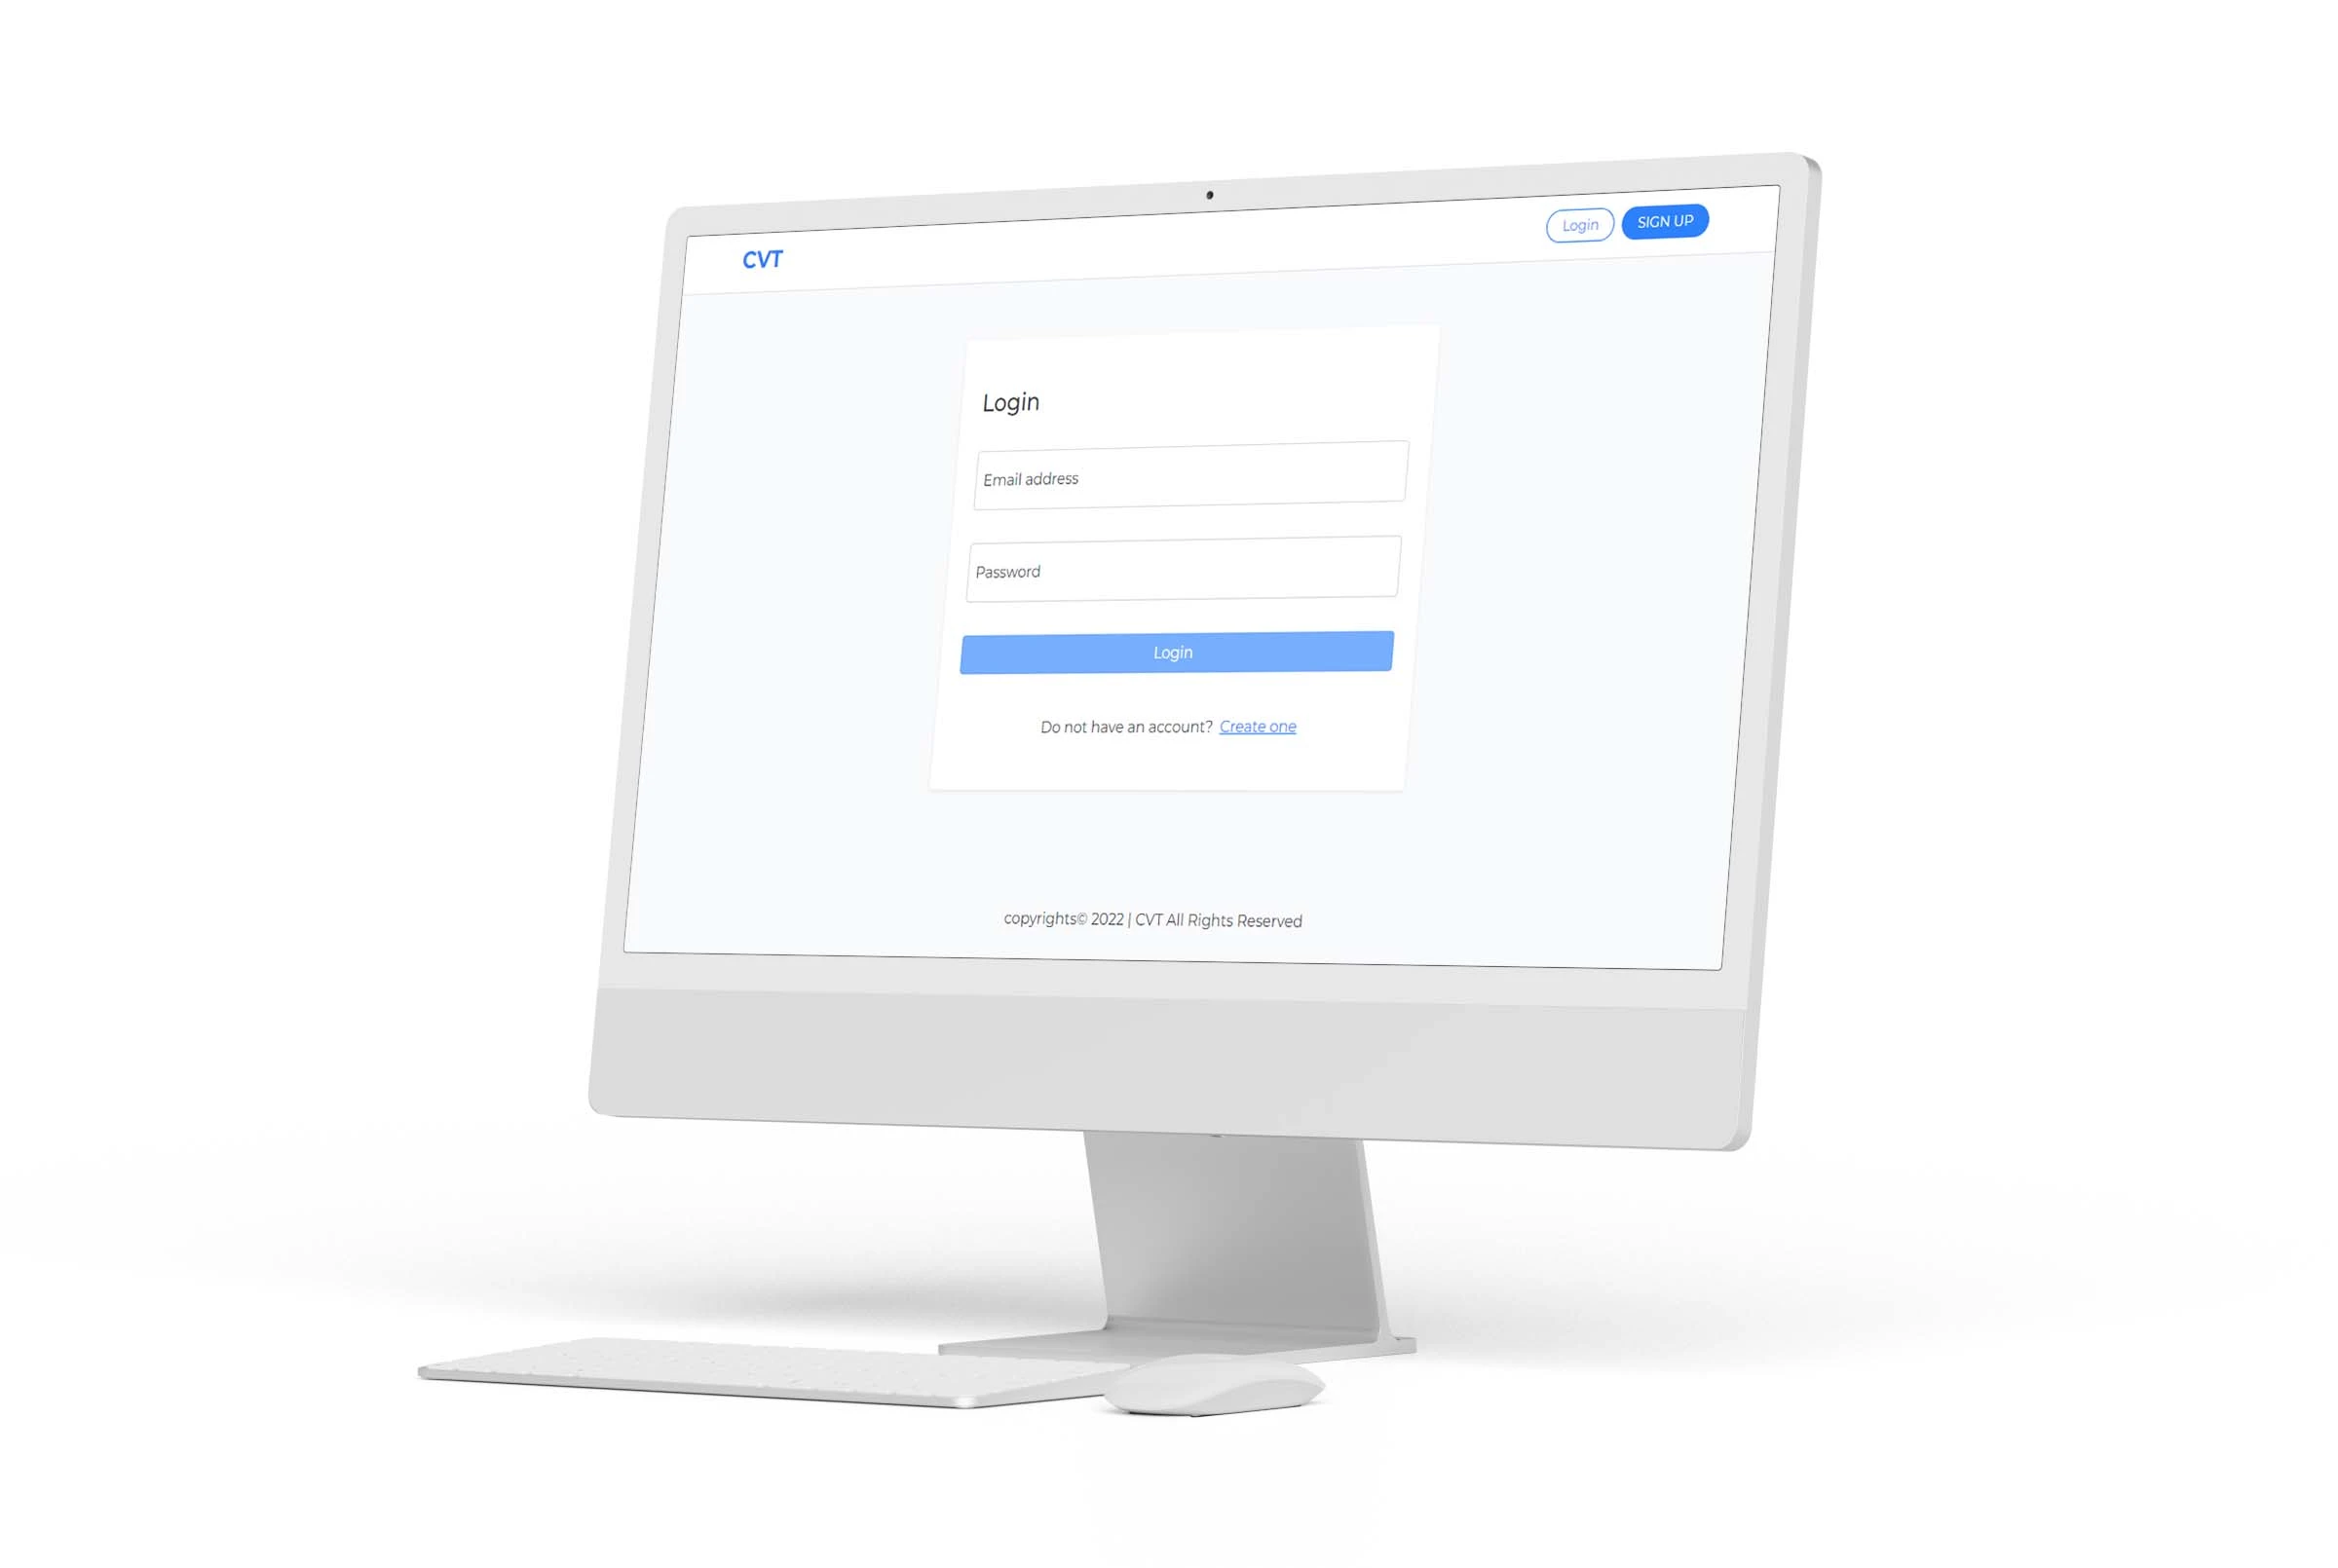 CVT
Login
SIGN UP
Login
Email address
Password
Login
Do not have an account? Create one
copyrights© 2022 | CVT All Rights Reserved